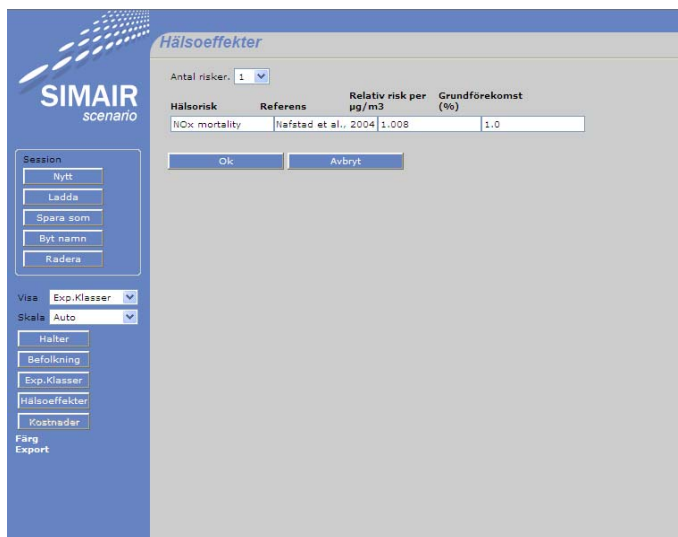 SIMAIR
scenario
Session
Nytt
Ladda
Spara som
Byt namn
Radera
Visa Exp.Klasser
Skala Auto
Halter
Befolkning
Exp.Klasser
Hälsoeffekter
Kostnader
Färg
Export
Hälsoeffekter
Antal risker. 1
Hälsorisk Referens Relativ risk per µg/m3 Grundförekomst (%)
NOx mortality Nafstad et al., 2004 1.008 1.0
Ok Avbryt